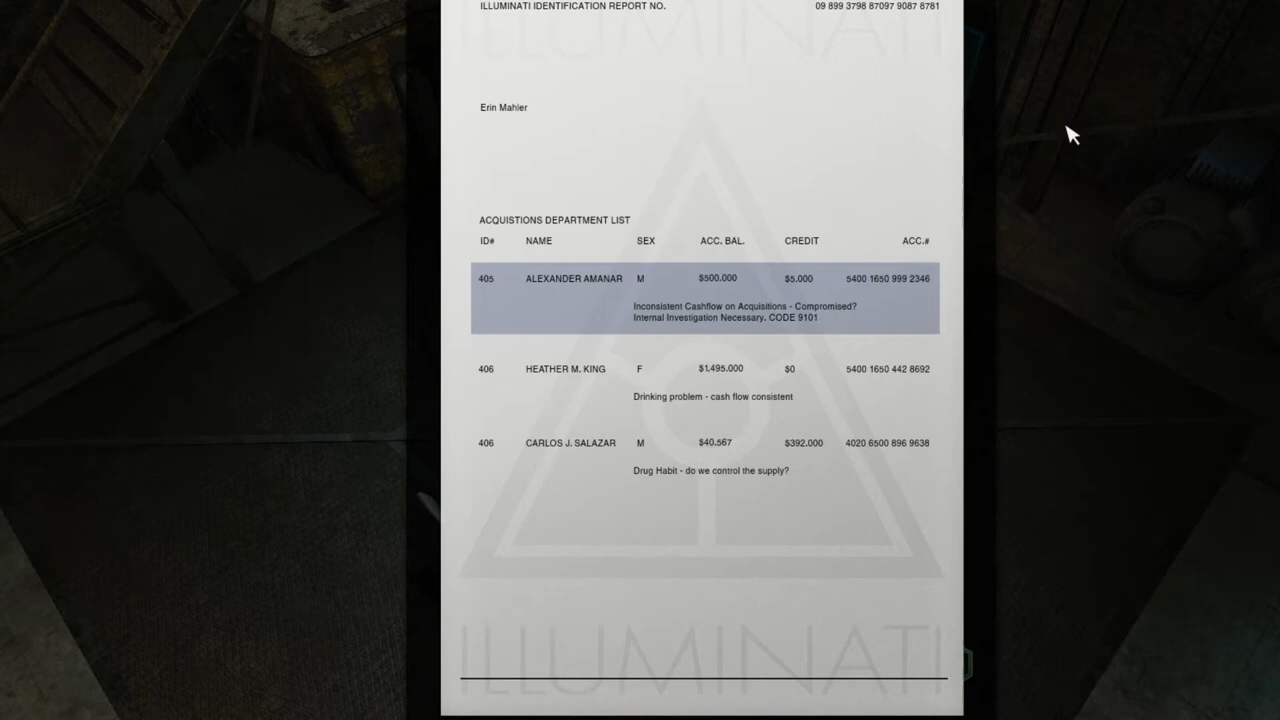 ILLUMINATI
ILLUMINATI IDENTIFICATION REPORT NO. 09 899 3798 87097 9087 8781
Erin Mahler
ACQUISTIONS DEPARTMENT LIST
ID# NAME SEX ACC. BAL. CREDIT ACC.#
405 ALEXANDER AMANAR M $500.000 $5.000 5400 1650 999 2346
Inconsistent Cashflow on Acquisitions - Compromised?
Internal Investigation Necessary. CODE 9101
406 HEATHER M. KING F $1.495.000 $0 5400 1650 442 8692
Drinking problem - cash flow consistent
406 CARLOS J. SALAZAR M $40.567 $392.000 4020 6500 896 9638
Drug Habit - do we control the supply?
ILLUMINATI